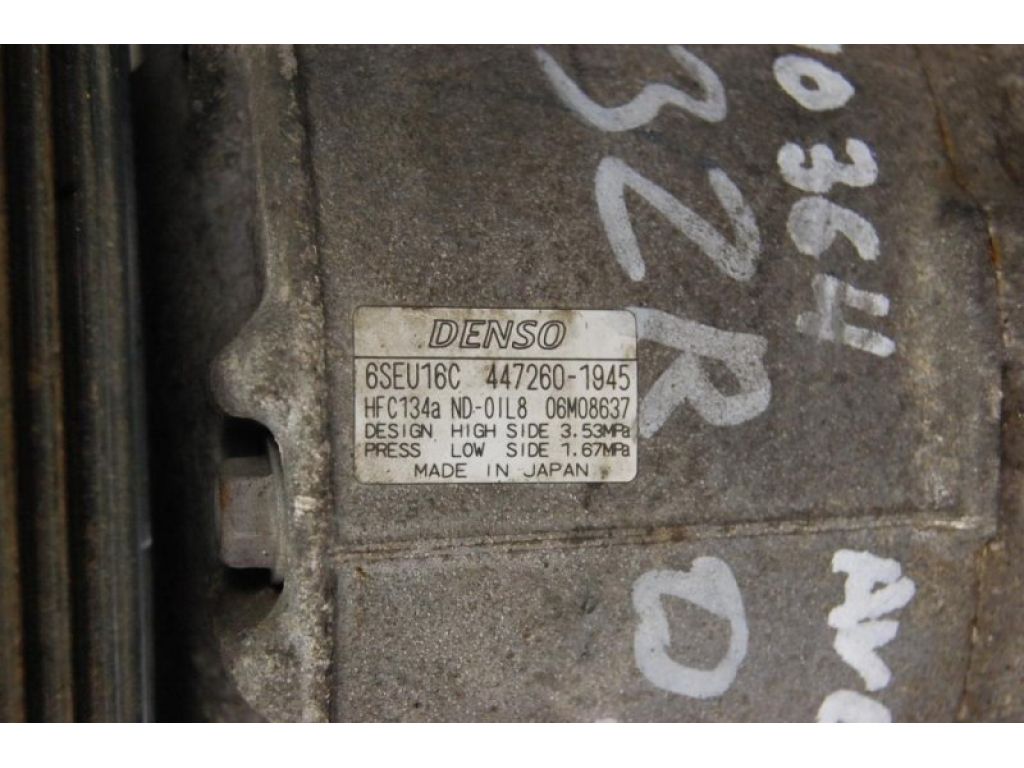 DENSO
6SEU16C 447260-1945
HFC134a ND-OIL8 06M08637
DESIGN HIGH SIDE 3.53MPa
PRESS LOW SIDE 1.67MPa
MADE IN JAPAN
3ZR